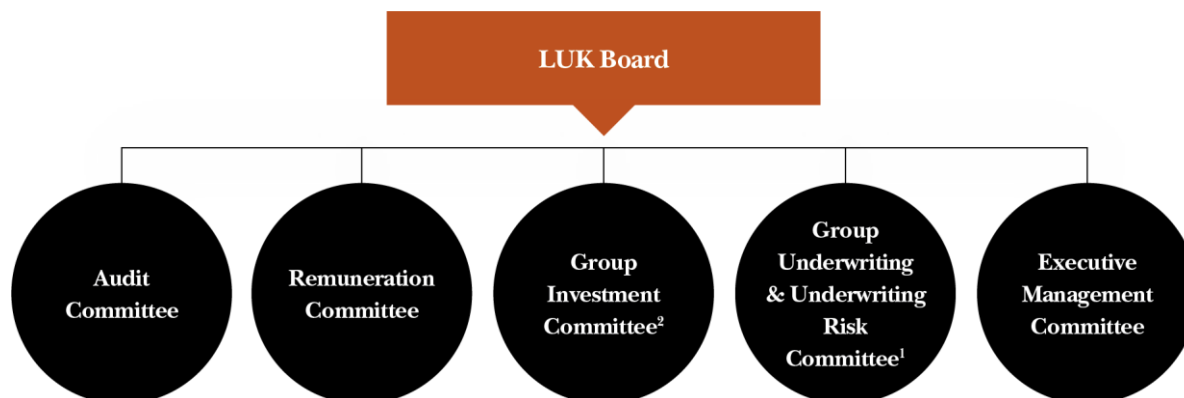 LUK Board
Audit
Committee
Remuneration
Committee
Group
Investment
Committee²
Group
Underwriting
& Underwriting
Risk
Committee¹
Executive
Management
Committee